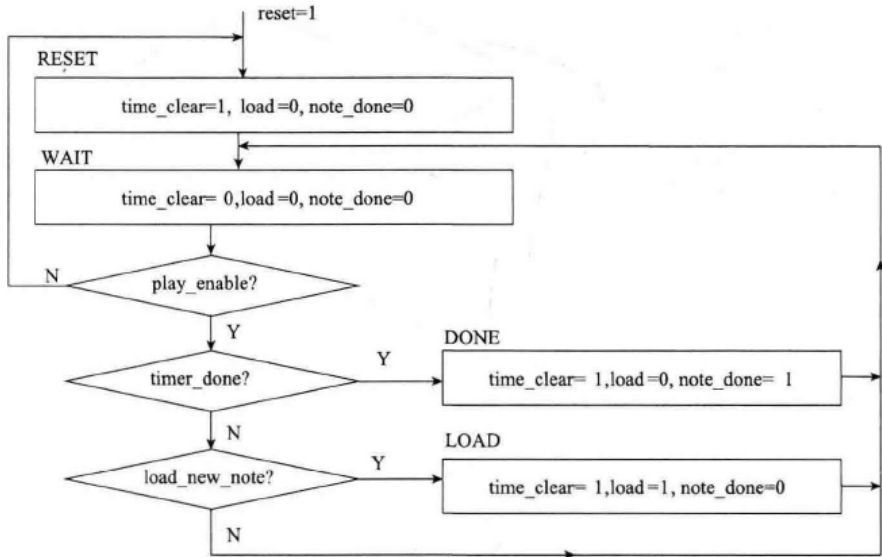 reset=1
RESET
time_clear=1, load=0, note_done=0
WAIT
time_clear= 0,load=0, note_done=0
N
play_enable?
Y
DONE
timer_done?
Y
time_clear= 1,load=0, note_done= 1
N
LOAD
load_new_note?
Y
time_clear= 1,load=1, note_done=0
N